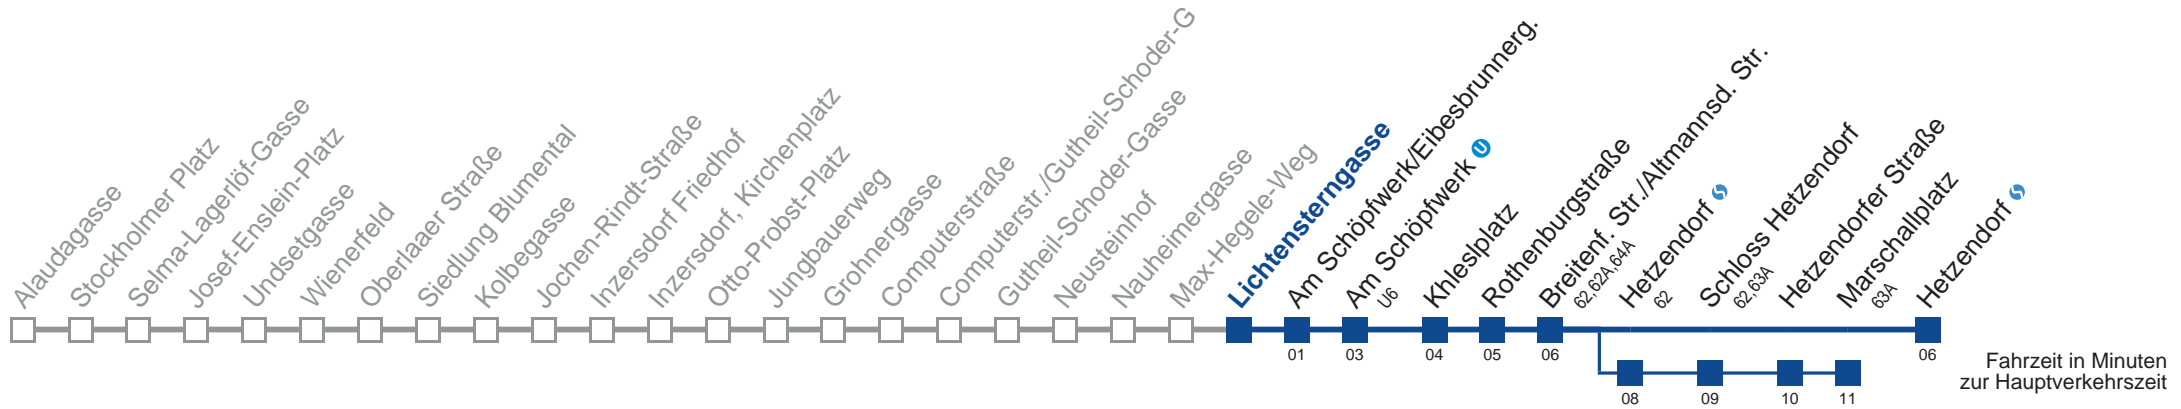 Alaudagasse
Stockholmer Platz
Selma-Lagerlöf-Gasse
Josef-Enslein-Platz
Undsetgasse
Wienerfeld
Oberlaaer Straße
Siedlung Blumental
Kolbegasse
Jochen-Rindt-Straße
Inzersdorf Friedhof
Inzersdorf, Kirchenplatz
Otto-Probst-Platz
Jungbauerweg
Grohnergasse
Computerstraße
Computerstr./Gutheil-Schoder-G
Gutheil-Schoder-Gasse
Neusteinhof
Nauheimergasse
Max-Hegele-Weg
Lichtensterngasse
Am Schöpfwerk/Eibesbrunnerg.
Am Schöpfwerk U
U6
Khleslplatz
Rothenburgstraße
Breitenf. Str./Altmannsd. Str.
62,62A,64A
Hetzendorf S
62
Schloss Hetzendorf
62,63A
Hetzendorfer Straße
Marschallplatz
63A
Hetzendorf S
01 03 04 05 06 06
08 09 10 11
Fahrzeit in Minuten
zur Hauptverkehrszeit